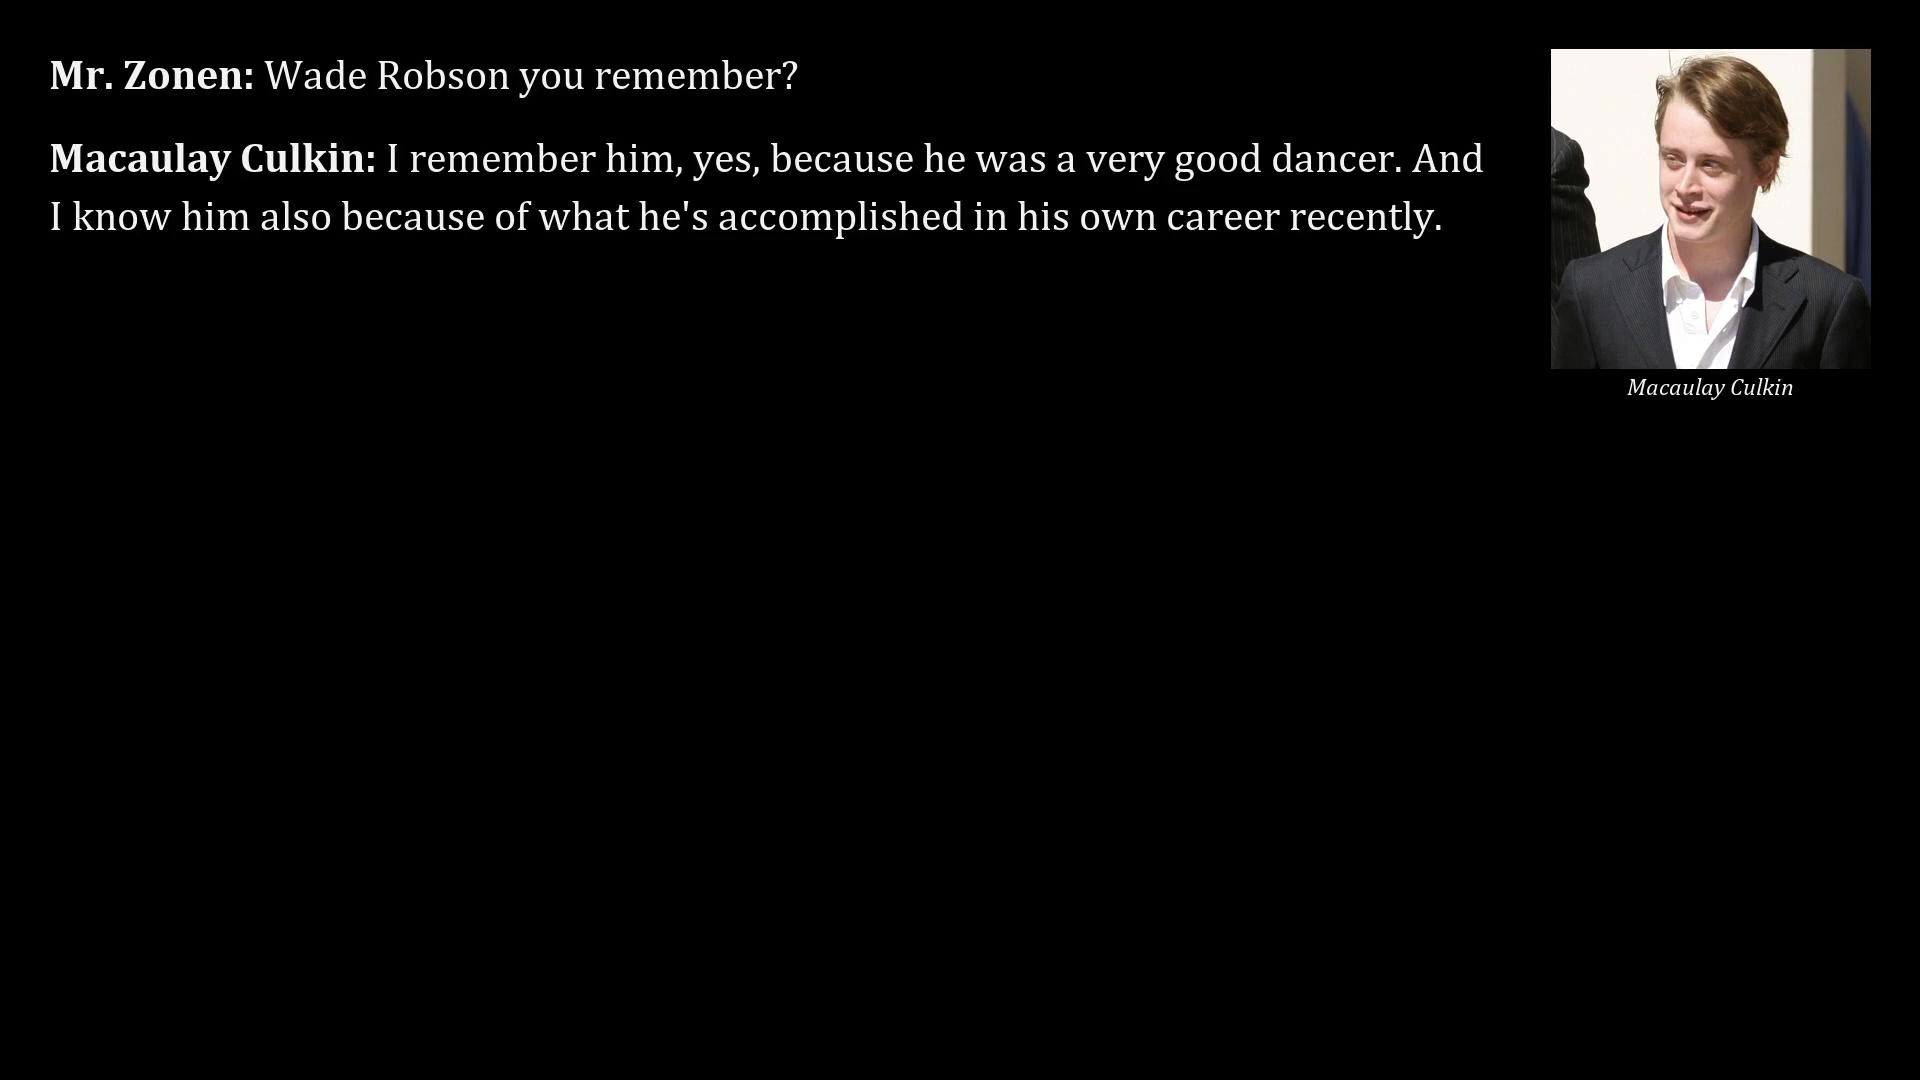 Mr. Zonen: Wade Robson you remember?
Macaulay Culkin: I remember him, yes, because he was a very good dancer. And
I know him also because of what he's accomplished in his own career recently.
Macaulay Culkin